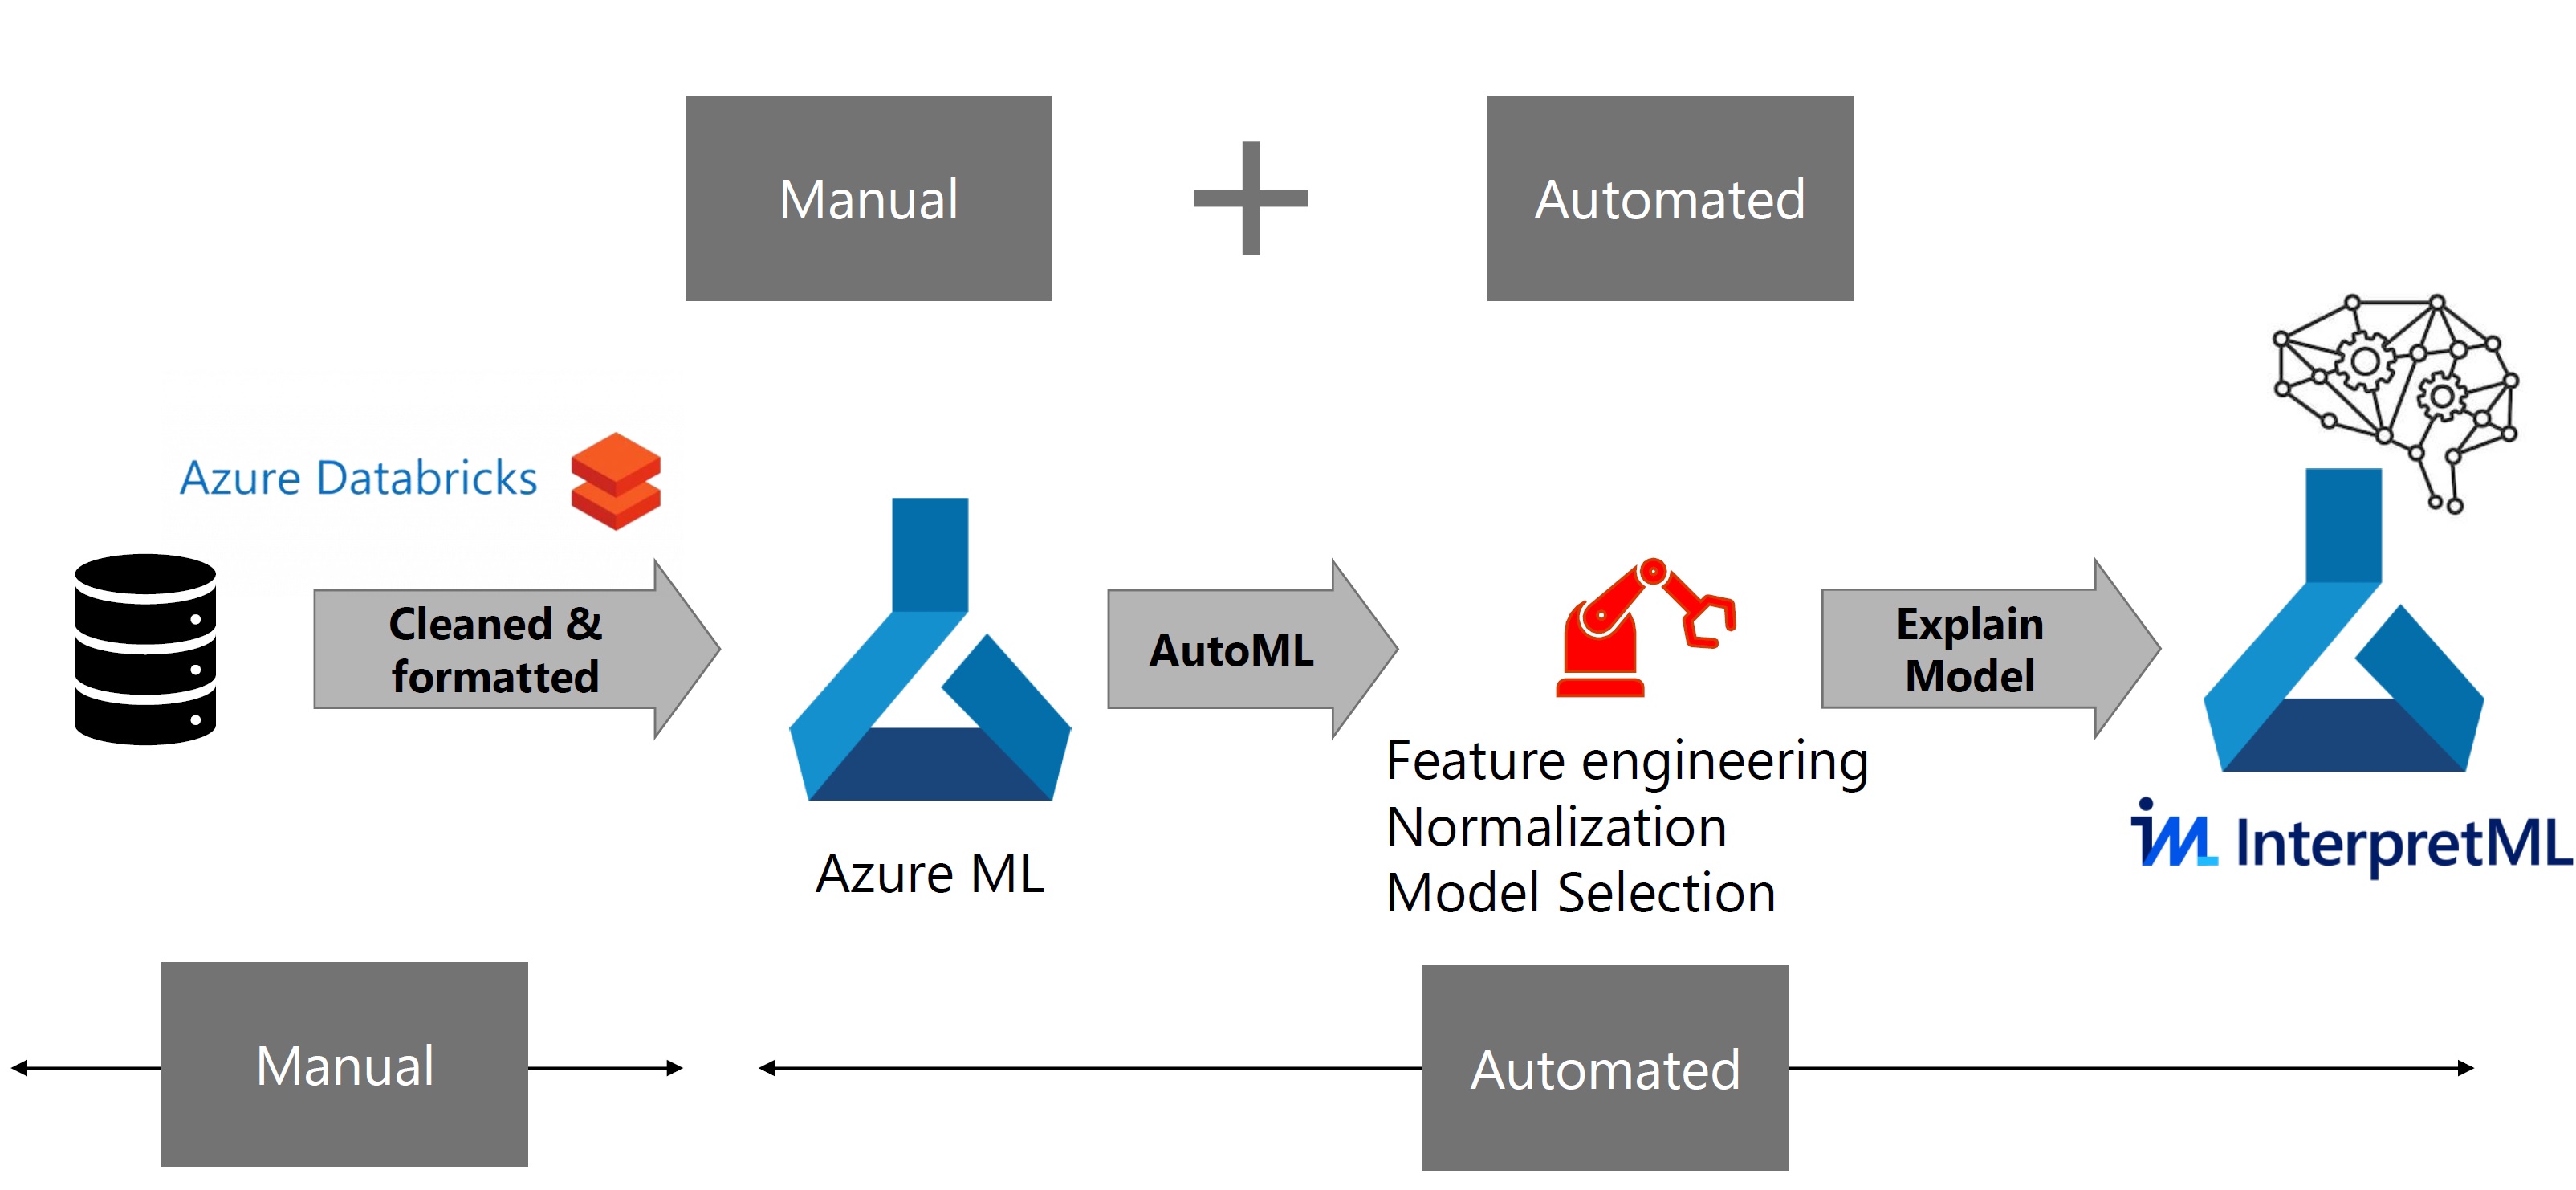 Manual
Automated
Azure Databricks
Cleaned &
formatted
AutoML
Explain
Model
Feature engineering
Normalization
Model Selection
Azure ML
iML InterpretML
Manual
Automated